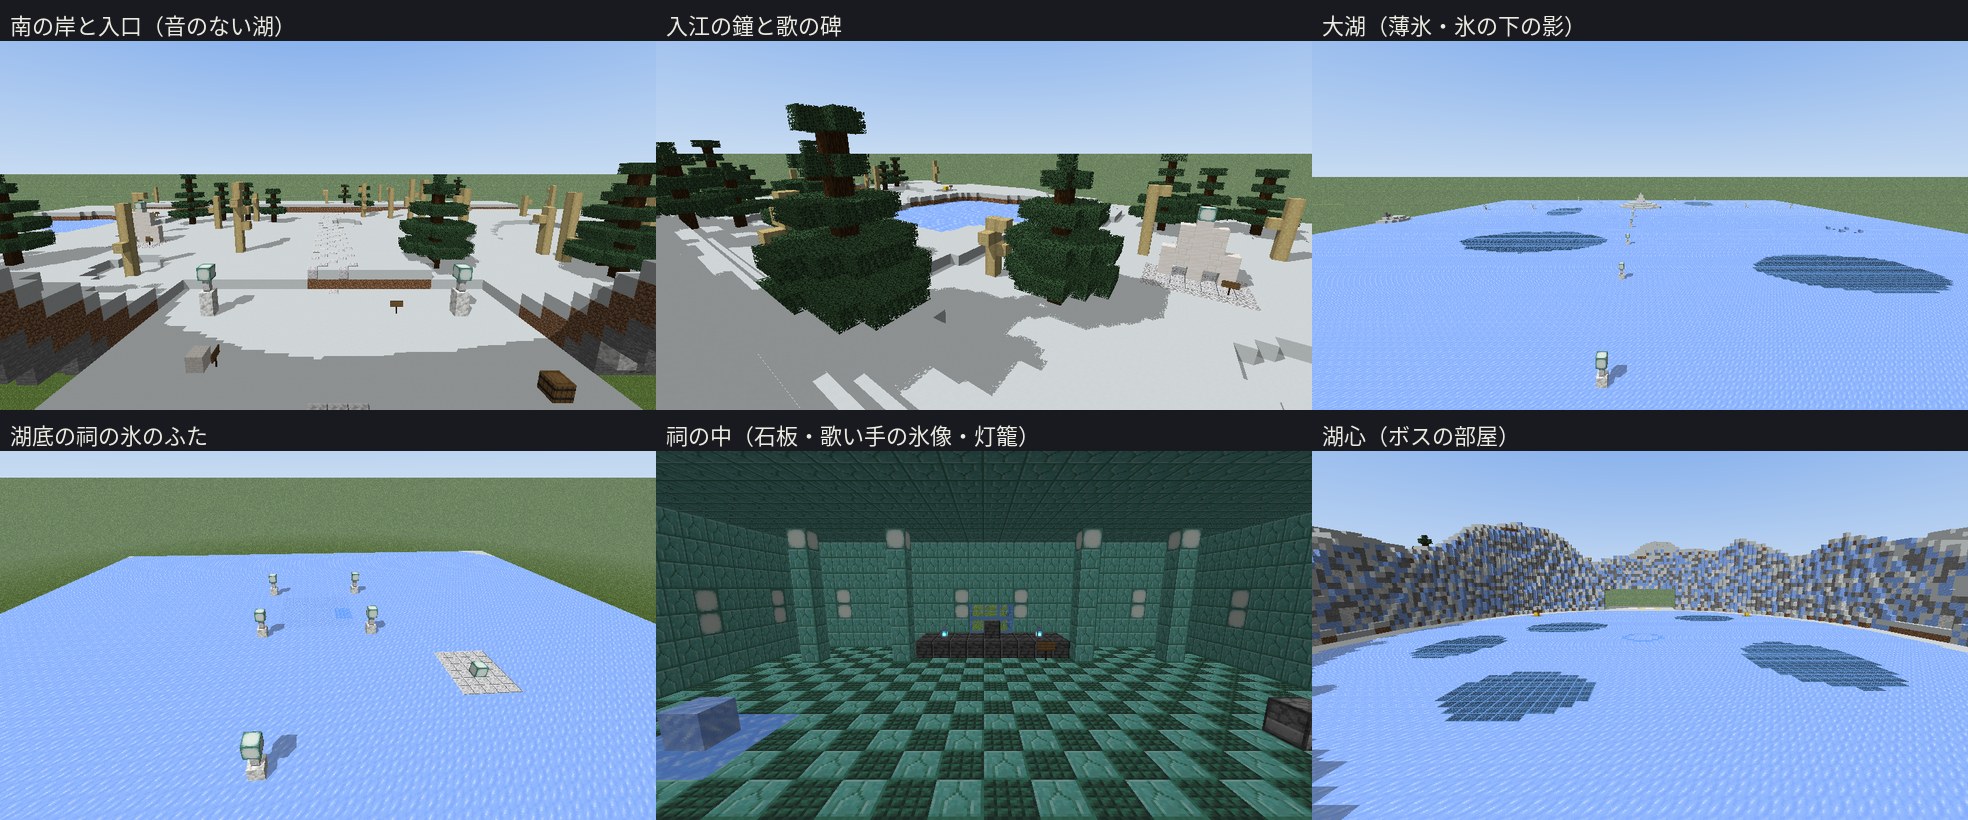 南の岸と入口（音のない湖）
入江の鐘と歌の碑
大湖（薄氷・氷の下の影）
湖底の祠の氷のふた
祠の中（石板・歌い手の氷像・灯籠）
湖心（ボスの部屋）